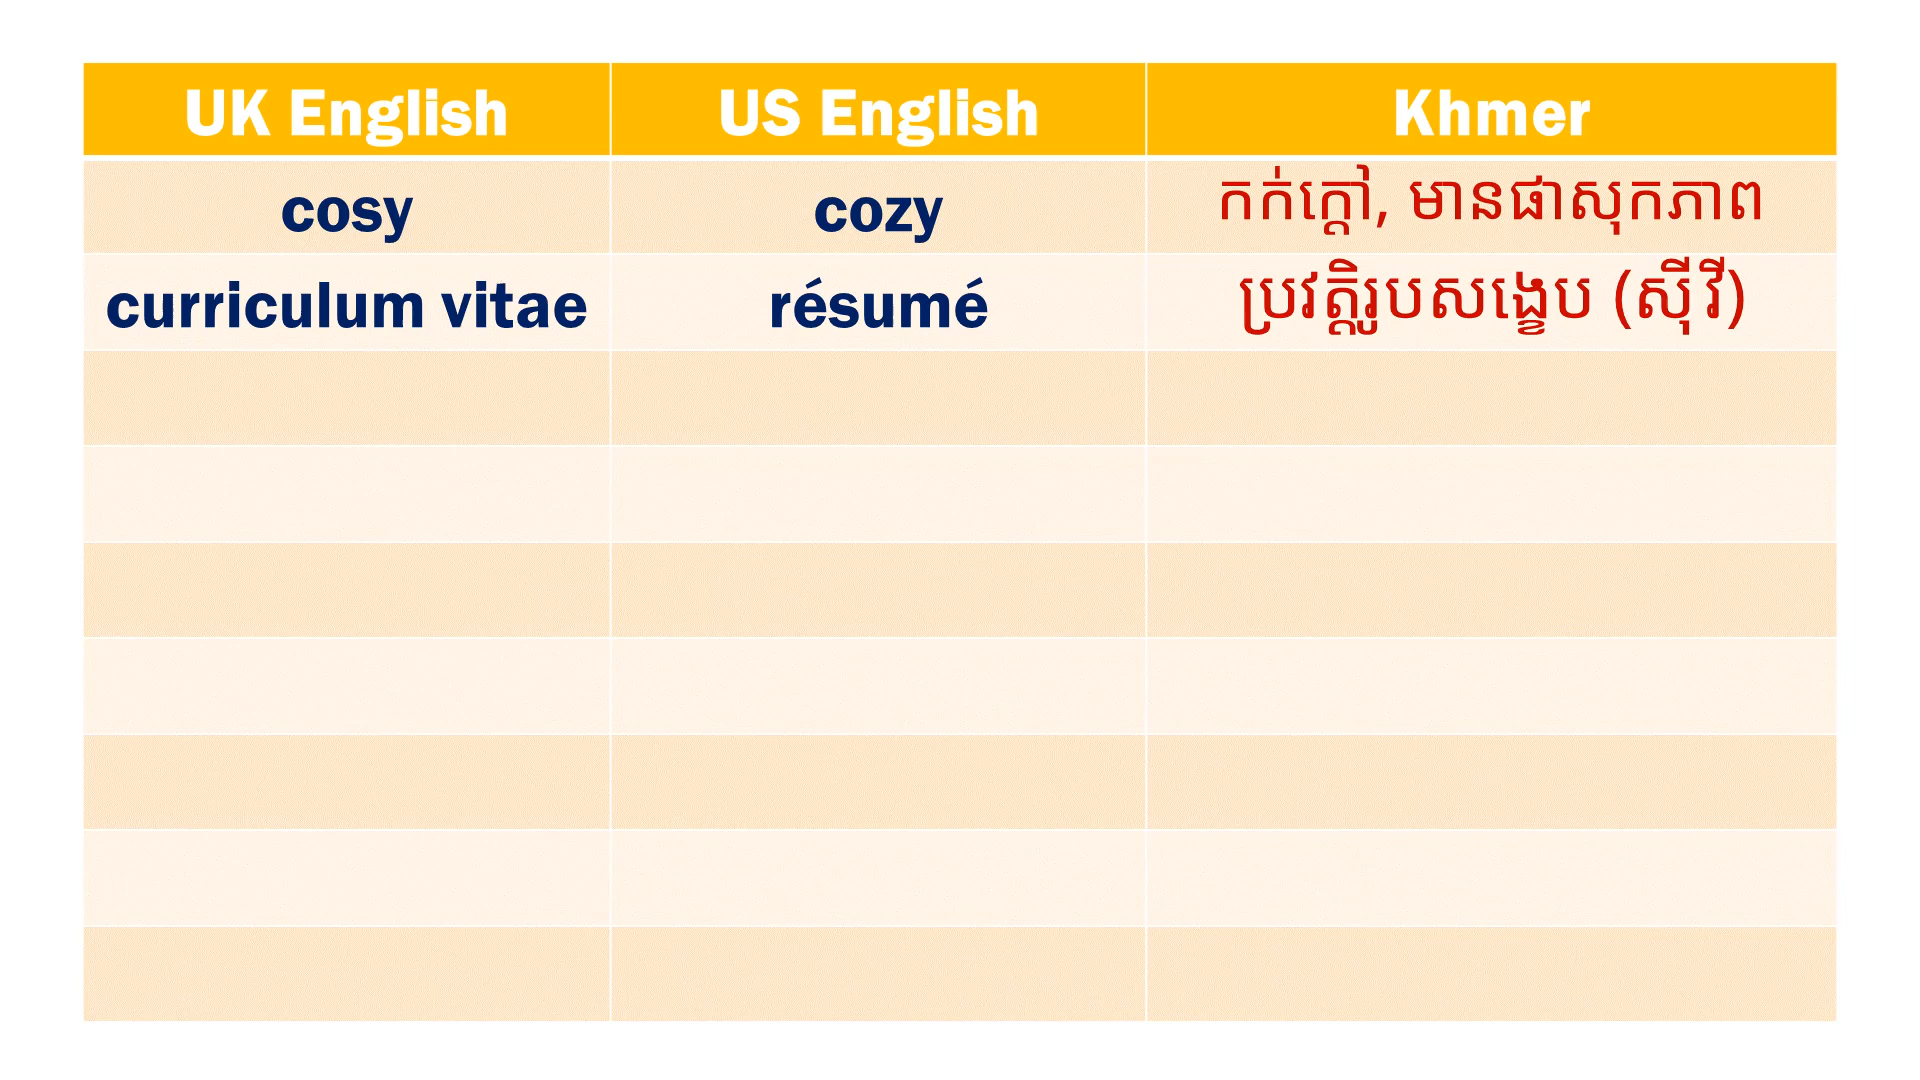 UK English US English Khmer
cosy cozy កក់ក្តៅ, មានផាសុកភាព
curriculum vitae résumé ប្រវត្តិរូបសង្ខេប (ស៊ីវី)